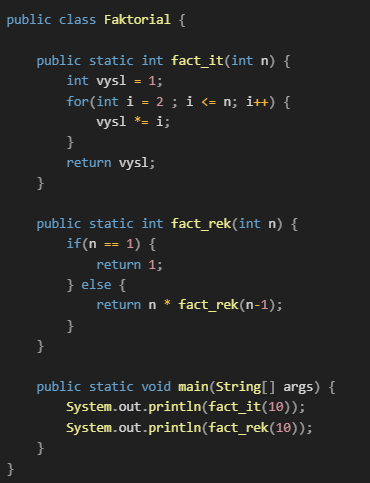 public class Faktorial {
public static int fact_it(int n) {
int vysl = 1;
for(int i = 2 ; i <= n; i++) {
vysl *= i;
}
return vysl;
}
public static int fact_rek(int n) {
if(n == 1) {
return 1;
} else {
return n * fact_rek(n-1);
}
}
public static void main(String[] args) {
System.out.println(fact_it(10));
System.out.println(fact_rek(10));
}
}